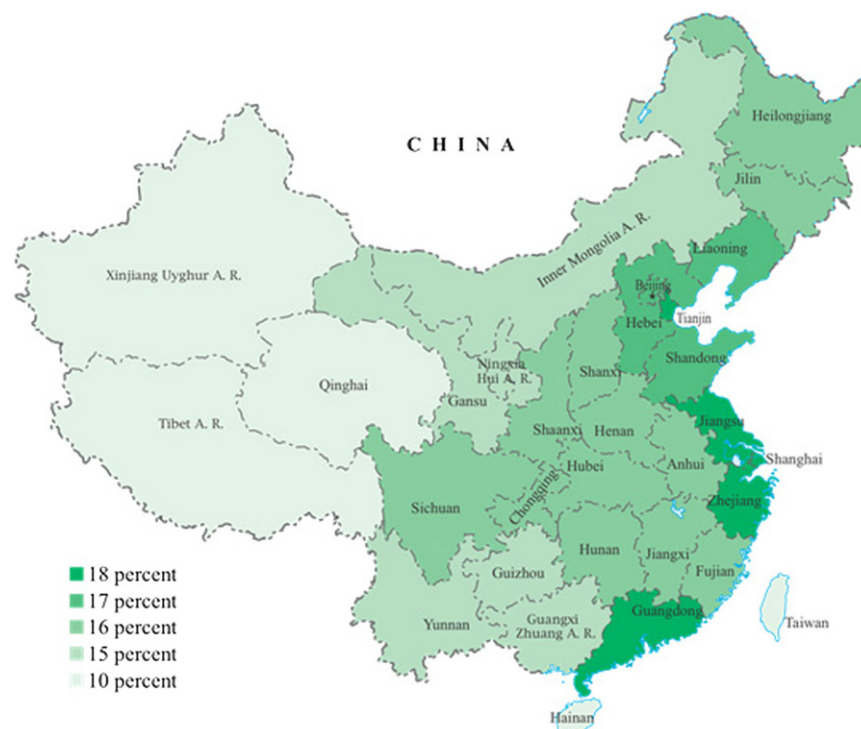 CHINA
Heilongjiang
Jilin
Liaoning
Inner Mongolia A. R.
Xinjiang Uyghur A. R.
Beijing
Tianjin
Hebei
Shandong
Shanxi
Ningxia
Hui A. R.
Qinghai
Gansu
Tibet A. R.
Shaanxi
Henan
Jiangsu
Shanghai
Anhui
Hubei
Chongqing
Sichuan
Zhejiang
Hunan
Jiangxi
Fujian
Guizhou
Yunnan
Guangxi
Zhuang A. R.
Guangdong
Taiwan
Hainan
18 percent
17 percent
16 percent
15 percent
10 percent